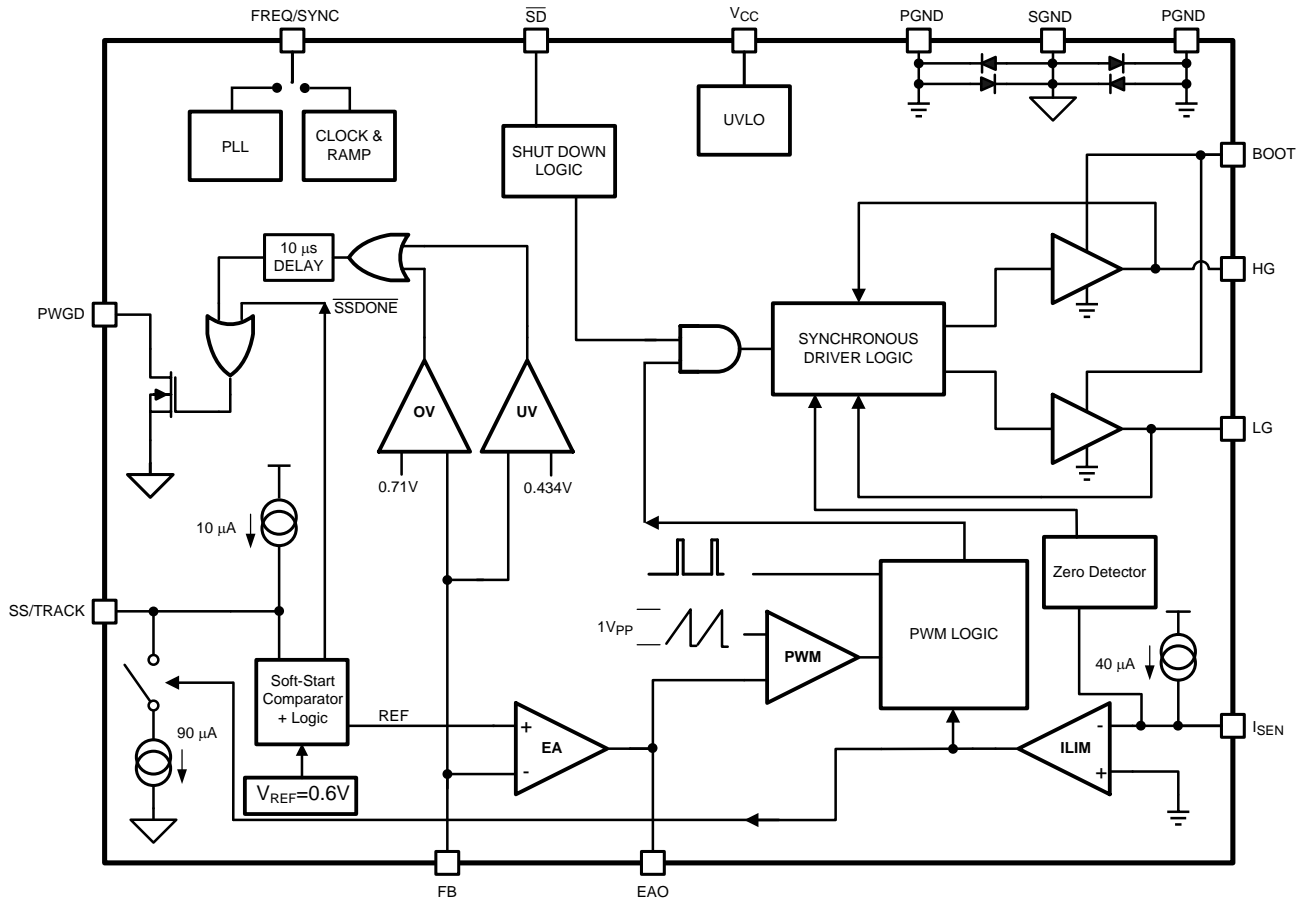 FREQ/SYNC
SD
VCC
PGND
SGND
PGND
PLL
CLOCK &
RAMP
SHUT DOWN
LOGIC
UVLO
BOOT
10 µs
DELAY
HG
PWGD
SSDONE
SYNCHRONOUS
DRIVER LOGIC
OV
UV
LG
0.71V
0.434V
10 µA
Zero Detector
SS/TRACK
1VPP
PWM
PWM LOGIC
40 µA
Soft-Start
Comparator
+ Logic
REF
+
EA
-
-
ILIM
+
ISEN
90 µA
VREF=0.6V
FB
EAO